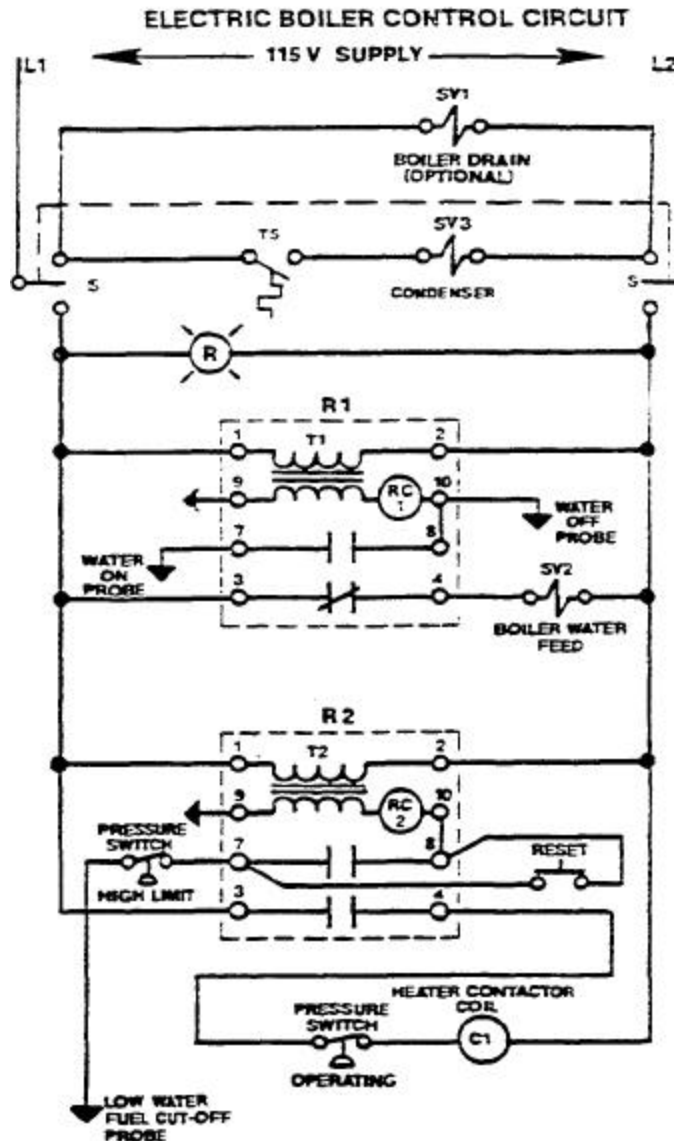 ELECTRIC BOILER CONTROL CIRCUIT
L1
115 V SUPPLY
L2
SV1
BOILER DRAIN
(OPTIONAL)
TS
SV3
S
CONDENSER
S
R
R1
1
T1
2
9
RC
1
10
WATER
OFF
PROBE
7
8
WATER
ON
PROBE
3
4
SV2
BOILER WATER
FEED
R2
1
T2
2
9
RC
2
10
PRESSURE
SWITCH
7
8
RESET
HIGH LIMIT
3
4
HEATER CONTACTOR
COIL
PRESSURE
SWITCH
C1
OPERATING
LOW WATER
FUEL CUT-OFF
PROBE